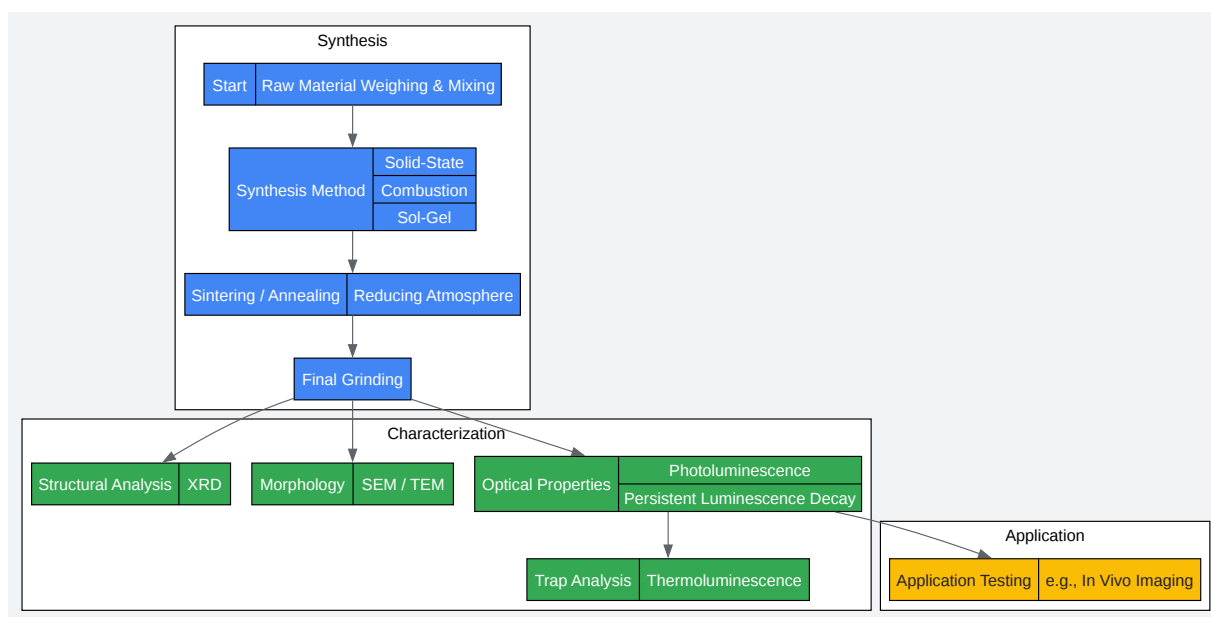 Synthesis
Start
Raw Material Weighing & Mixing
Synthesis Method
Solid-State
Combustion
Sol-Gel
Sintering / Annealing
Reducing Atmosphere
Final Grinding
Characterization
Structural Analysis
XRD
Morphology
SEM / TEM
Optical Properties
Photoluminescence
Persistent Luminescence Decay
Trap Analysis
Thermoluminescence
Application
Application Testing
e.g., In Vivo Imaging